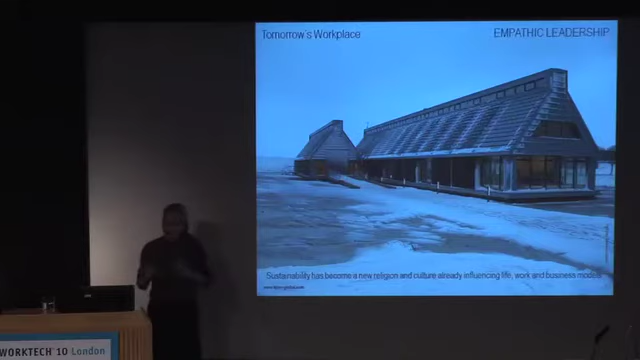 Tomorrow's Workplace
EMPATHIC LEADERSHIP
Sustainability has become is new religion and culture already influencing life, work and business models
WORKTECH 10 London